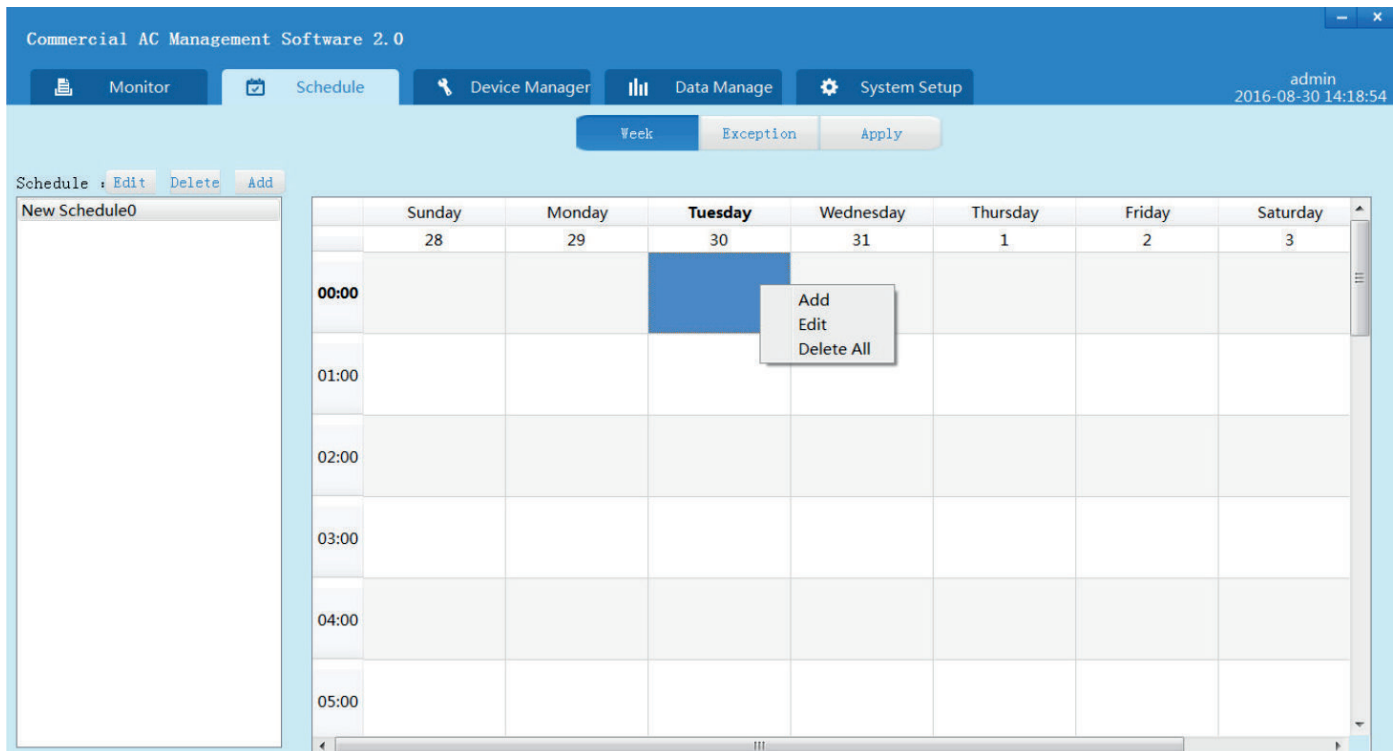 Commercial AC Management Software 2.0
Monitor Schedule Device Manager Data Manage System Setup admin
2016-08-30 14:18:54
Week Exception Apply
Schedule : Edit Delete Add
New Schedule0
Sunday Monday Tuesday Wednesday Thursday Friday Saturday
28 29 30 31 1 2 3
00:00
Add
Edit
Delete All
01:00
02:00
03:00
04:00
05:00